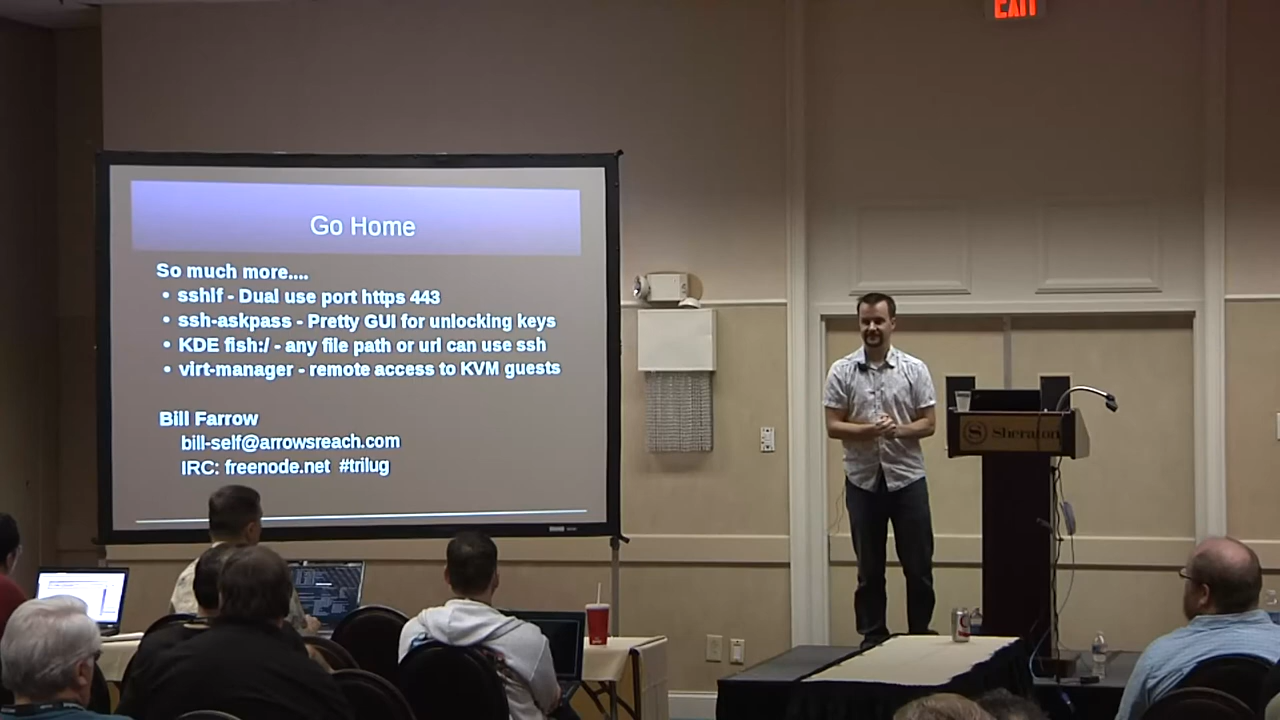 EXIT
Go Home
So much more....
• sshlf - Dual use port https 443
• ssh-askpass - Pretty GUI for unlocking keys
• KDE fish:/ - any file path or url can use ssh
• virt-manager - remote access to KVM guests
Bill Farrow
bill-self@arrowsreach.com
IRC: freenode.net #trilug
Sheraton